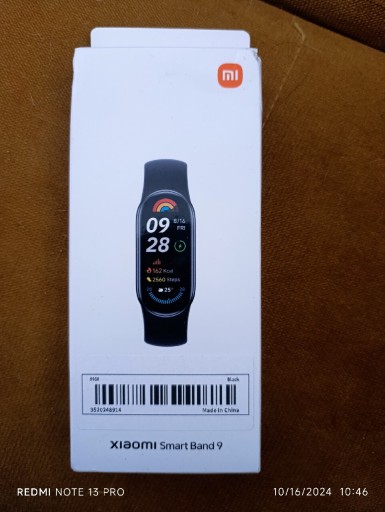 mi
09
8/16
FRI
28
162 Kcal
2560 Steps
25°
Black
Made in China
xiaomi Smart Band 9
REDMI NOTE 13 PRO
10/16/2024 10:46